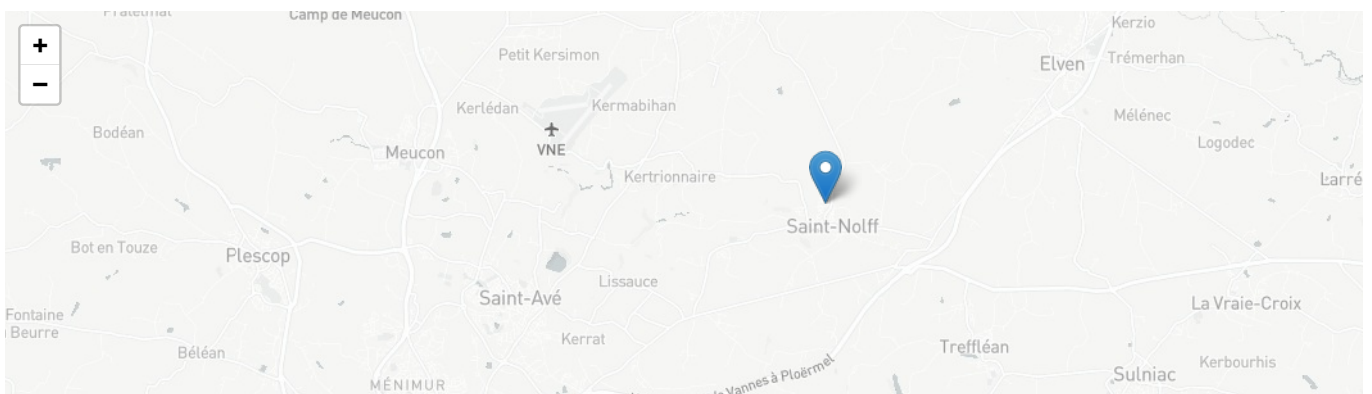 Camp de Meucon
Kerzio
+
Petit Kersimon
Elven
Trémerhan
−
Kerlédan
Kermabihan
Mélénec
Bodéan
Logodec
VNE
Meucon
Kertrionnaire
Larré
Saint-Nolff
Bot en Touze
Plescop
Lissauce
Saint-Avé
La Vraie-Croix
Fontaine
Beurre
Kerrat
Treffléan
Béléan
Kerbourhis
Sulniac
MÉNIMUR
Vannes à Ploërmel